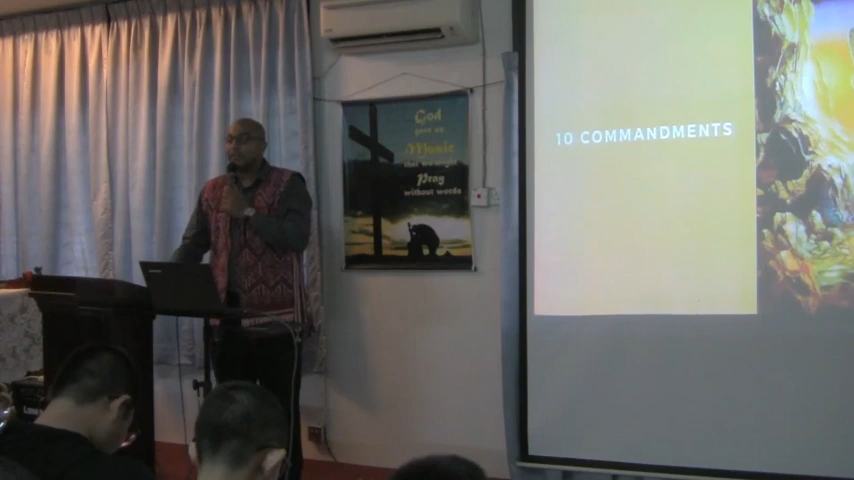 God
gave us
Music
that we might
Pray
without words
10 COMMANDMENTS